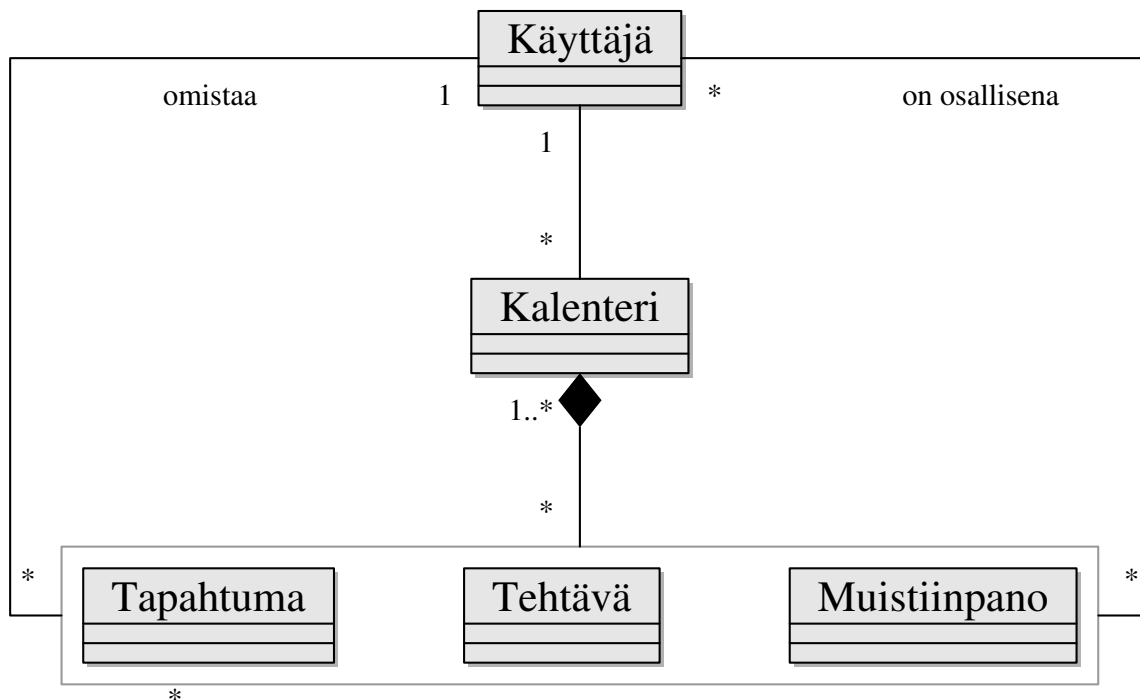 Käyttäjä
omistaa 1 * on osallisena
1
*
Kalenteri
1..*
*
* *
Tapahtuma Tehtävä Muistiinpano
*